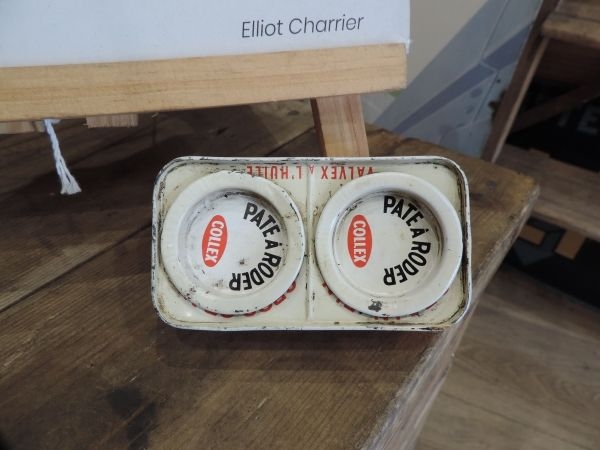 Elliot Charrier
VALVEX À L'HUILE
PATE À RODER
COLLEX
PATE À RODER
COLLEX